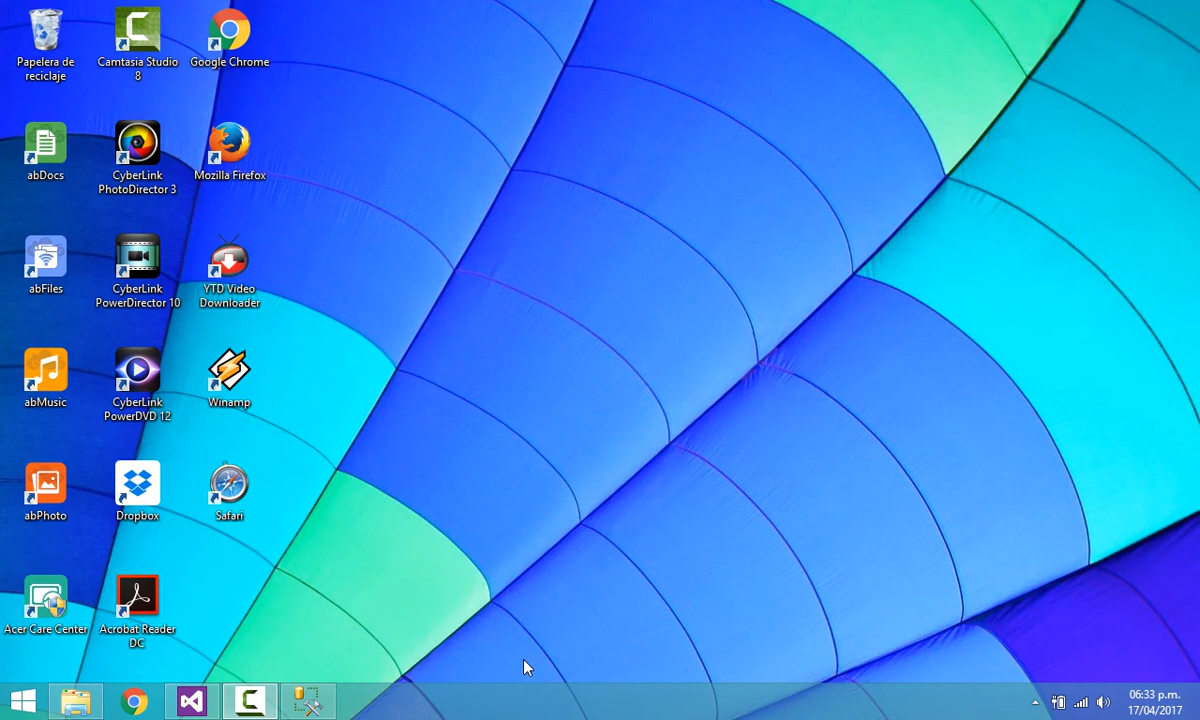 Papelera de
reciclaje
Camtasia Studio
8
Google Chrome
abDocs
CyberLink
PhotoDirector 3
Mozilla Firefox
abFiles
CyberLink
PowerDirector 10
YTD Video
Downloader
abMusic
CyberLink
PowerDVD 12
Winamp
abPhoto
Dropbox
Safari
Acer Care Center
Acrobat Reader
DC
06:33 p.m.
17/04/2017